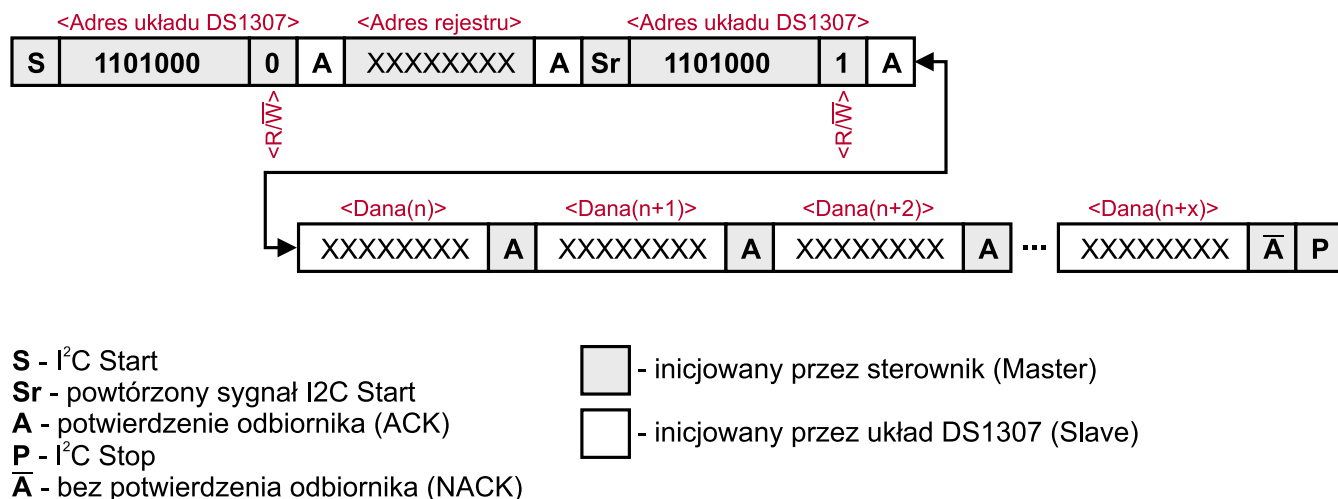 <Adres układu DS1307> <Adres rejestru> <Adres układu DS1307>
S 1101000 0 A XXXXXXXX A Sr 1101000 1 A
<R/W̅> <R/W̅>
<Dana(n)> <Dana(n+1)> <Dana(n+2)> <Dana(n+x)>
XXXXXXXX A XXXXXXXX A XXXXXXXX A ... XXXXXXXX A̅ P
S - I²C Start
Sr - powtórzony sygnał I2C Start
A - potwierdzenie odbiornika (ACK)
P - I²C Stop
A̅ - bez potwierdzenia odbiornika (NACK)
- inicjowany przez sterownik (Master)
- inicjowany przez układ DS1307 (Slave)